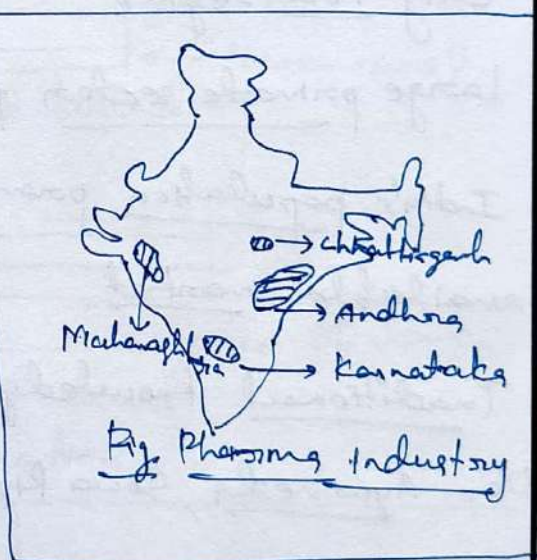 Chhattisgarh
Andhra
Maharashtra
Karnataka
Fig. Pharma Industry